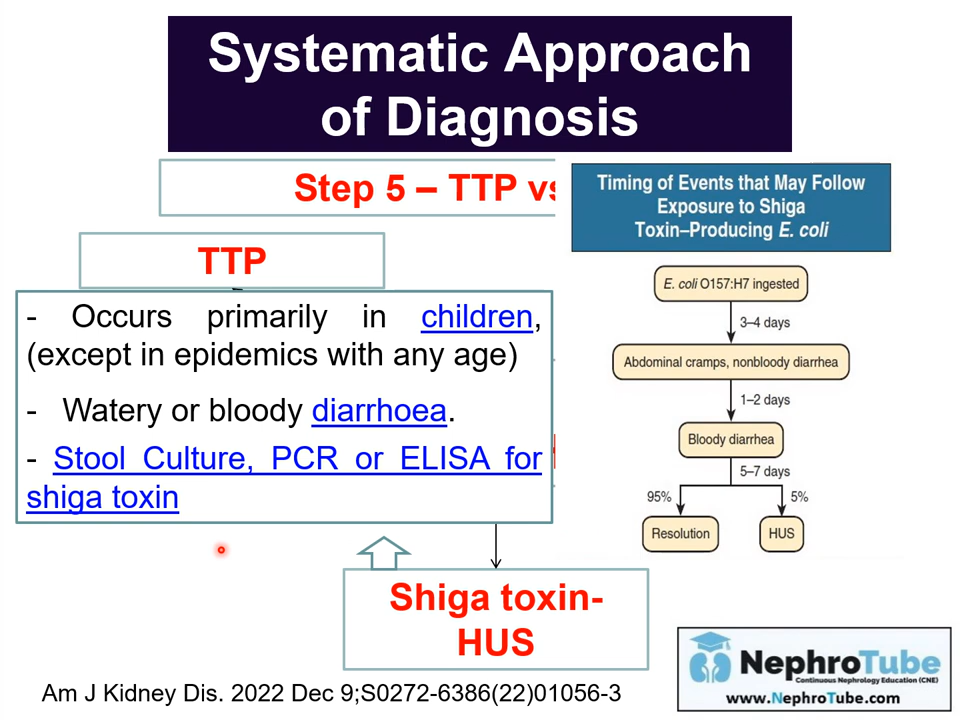 Systematic Approach
of Diagnosis
Step 5 – TTP vs
TTP
- Occurs primarily in children,
(except in epidemics with any age)
- Watery or bloody diarrhoea.
- Stool Culture, PCR or ELISA for
shiga toxin
Shiga toxin-
HUS
Timing of Events that May Follow
Exposure to Shiga
Toxin–Producing E. coli
E. coli O157:H7 ingested
3–4 days
Abdominal cramps, nonbloody diarrhea
1–2 days
Bloody diarrhea
5–7 days
95%
5%
Resolution
HUS
Am J Kidney Dis. 2022 Dec 9;S0272-6386(22)01056-3
NephroTube
Continuous Nephrology Education (CNE)
www.NephroTube.com